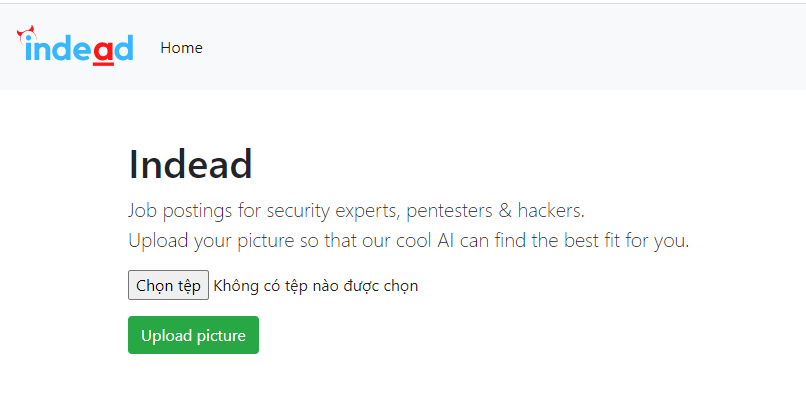 indead
Home
Indead
Job postings for security experts, pentesters & hackers.
Upload your picture so that our cool AI can find the best fit for you.
Chọn tệp Không có tệp nào được chọn
Upload picture